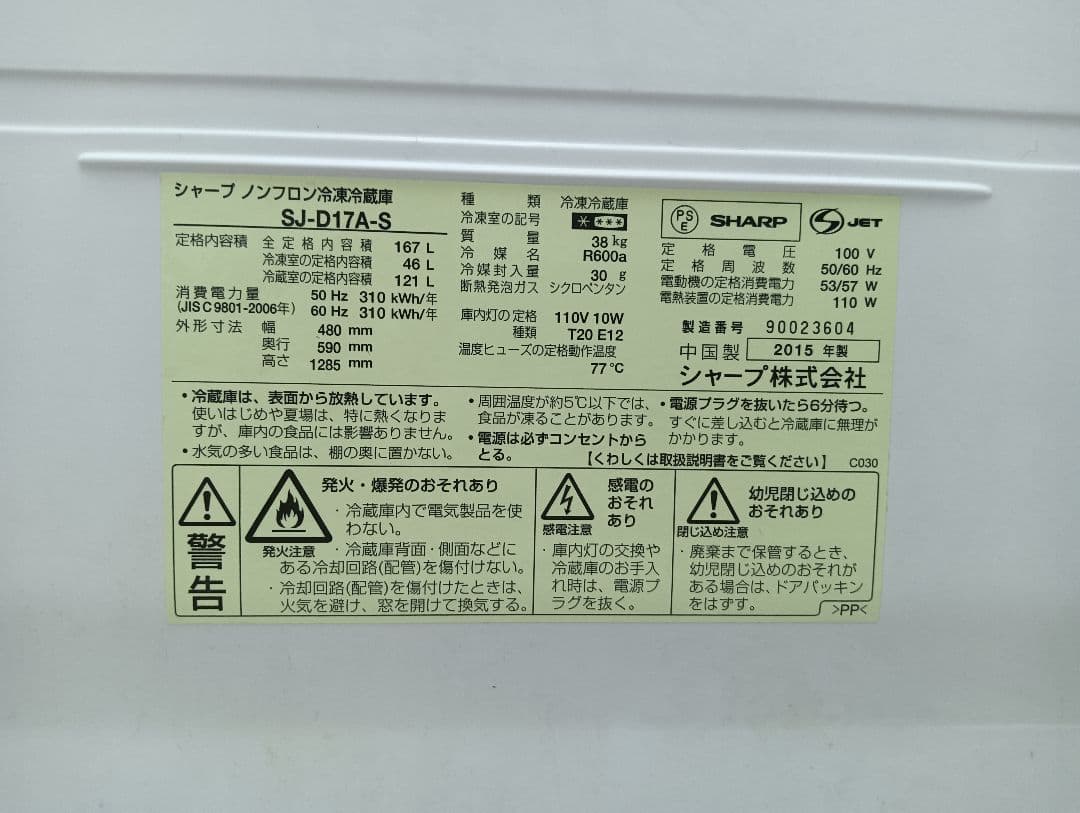 シャープ ノンフロン冷凍冷蔵庫
SJ-D17A-S
定格内容積 全定格内容積 167 L
冷凍室の定格内容積 46 L
冷蔵室の定格内容積 121 L
消費電力量 50 Hz 310 kWh/年
(JIS C 9801-2006年) 60 Hz 310 kWh/年
外形寸法 幅 480 mm
奥行 590 mm
高さ 1285 mm
種類 冷凍冷蔵庫
冷凍室の記号
質量 38 kg
冷媒名 R600a
冷媒封入量 30 g
断熱発泡ガス シクロペンタン
庫内灯の定格 110V 10W
種類 T20 E12
温度ヒューズの定格動作温度
77℃
PSE SHARP
JET
定格電圧 100 V
定格周波数 50/60 Hz
電動機の定格消費電力 53/57 W
電熱装置の定格消費電力 110 W
製造番号 90023604
中国製 2015 年製
シャープ株式会社
・冷蔵庫は、表面から放熱しています。
使いはじめや夏場は、特に熱くなりま
すが、庫内の食品には影響ありません。
・水気の多い食品は、棚の奥に置かない。
・周囲温度が約5℃以下では、
食品が凍ることがあります。
・電源は必ずコンセントから
とる。
・電源プラグを抜いたら6分待つ。
すぐに差し込むと冷蔵庫に無理が
かかります。
【くわしくは取扱説明書をご覧ください】 C030
警告
発火・爆発のおそれあり
発火注意
・冷蔵庫内で電気製品を使
わない。
・冷蔵庫背面・側面などに
ある冷却回路(配管)を傷付けない。
・冷却回路(配管)を傷付けたときは、
火気を避け、窓を開けて換気する。
感電の
おそれ
あり
感電注意
・庫内灯の交換や
冷蔵庫のお手入
れ時は、電源プ
ラグを抜く。
幼児閉じ込めの
おそれあり
閉じ込め注意
・廃棄まで保管するとき、
幼児閉じ込めのおそれが
ある場合は、ドアパッキン
をはずす。
>PP<